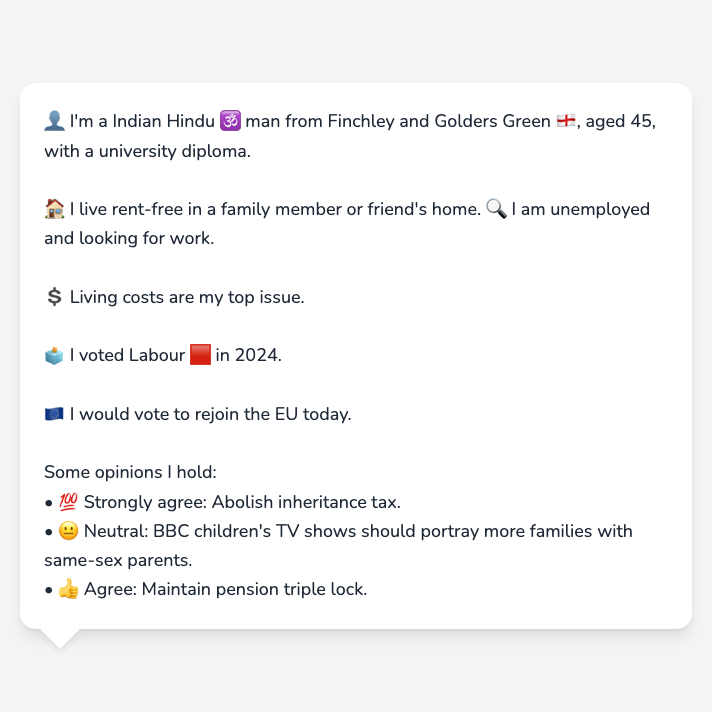 👤 I'm a Indian Hindu 🕉️ man from Finchley and Golders Green 🏴󠁧󠁢󠁥󠁮󠁧󠁿, aged 45,
with a university diploma.
🏠 I live rent-free in a family member or friend's home. 🔍 I am unemployed
and looking for work.
💲 Living costs are my top issue.
🗳️ I voted Labour 🟥 in 2024.
🇪🇺 I would vote to rejoin the EU today.
Some opinions I hold:
• 💯 Strongly agree: Abolish inheritance tax.
• 😐 Neutral: BBC children's TV shows should portray more families with
same-sex parents.
• 👍 Agree: Maintain pension triple lock.